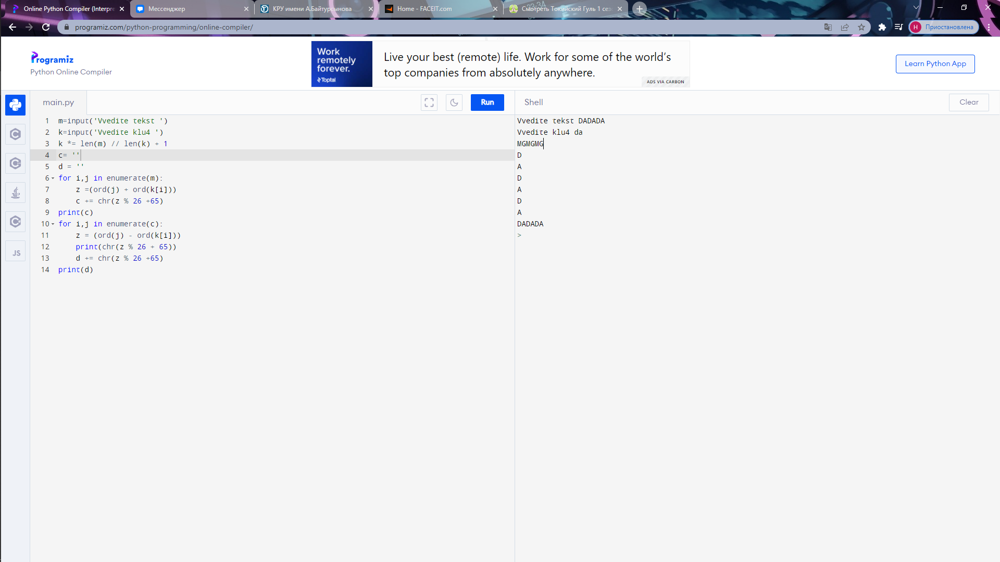 Online Python Compiler (Interpre
Мессенджер
КРУ имени А.Байтурсынова
Home - FACEIT.com
Смотреть Токийский Гуль 1 сез
programiz.com/python-programming/online-compiler/
Н
Приостановлена
Programiz
Python Online Compiler
Work
remotely
forever.
Toptal
Live your best (remote) life. Work for some of the world’s
top companies from absolutely anywhere.
ADS VIA CARBON
Learn Python App
main.py
Run
1 m=input('Vvedite tekst ')
2 k=input('Vvedite klu4 ')
3 k *= len(m) // len(k) + 1
4 c= ''
5 d = ''
6 for i,j in enumerate(m):
7     z =(ord(j) + ord(k[i]))
8     c += chr(z % 26 +65)
9 print(c)
10 for i,j in enumerate(c):
11     z = (ord(j) - ord(k[i]))
12     print(chr(z % 26 + 65))
13     d += chr(z % 26 +65)
14 print(d)
JS
Shell
Clear
Vvedite tekst DADADA
Vvedite klu4 da
MGMGMG
D
A
D
A
D
A
DADADA
>